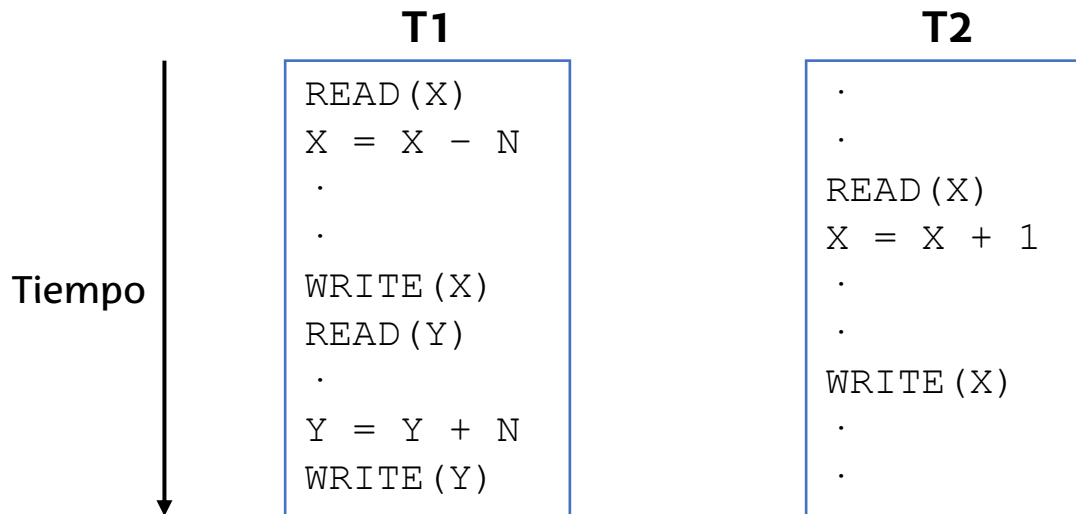 T1
READ(X)
X = X – N
.
.
WRITE(X)
READ(Y)
.
Y = Y + N
WRITE(Y)
T2
.
.
READ(X)
X = X + 1
.
.
WRITE(X)
.
.
Tiempo